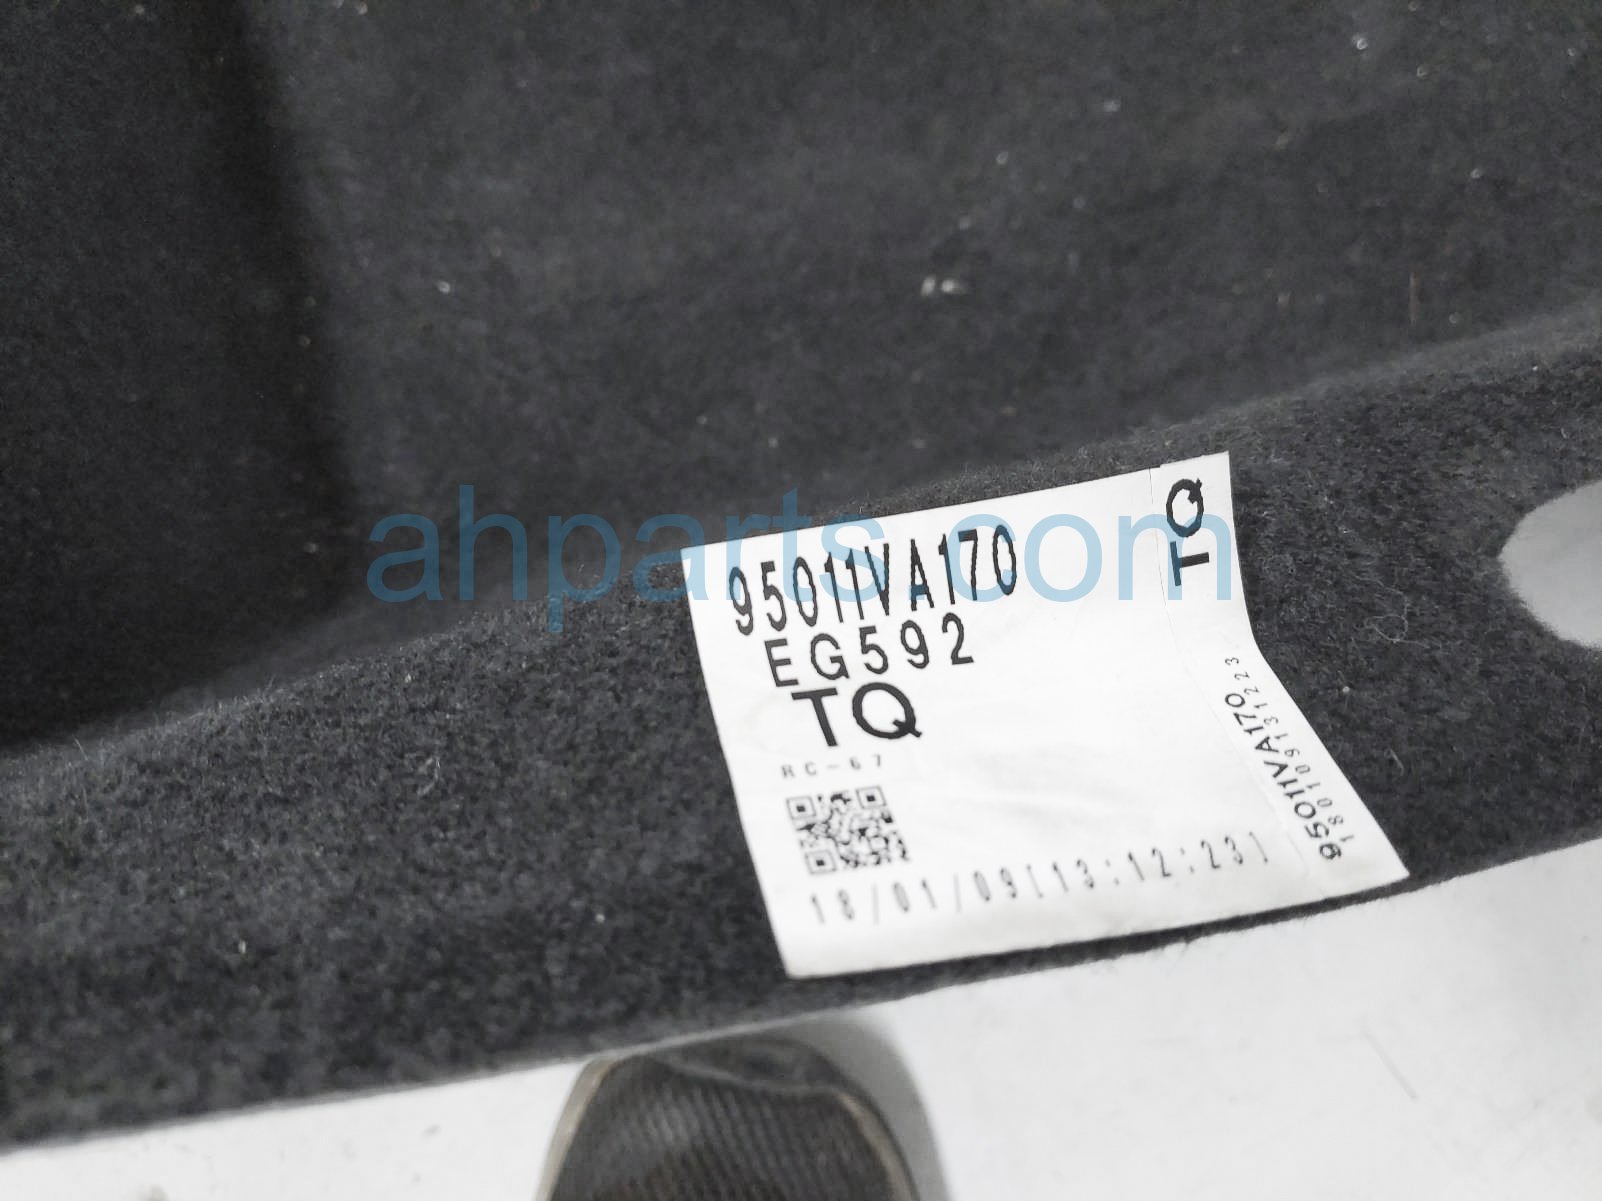 ahparts.com
95011VA170
EG592
TQ
RC-67
18/01/09[13:12:23]
TQ
95011VA170
180109131223